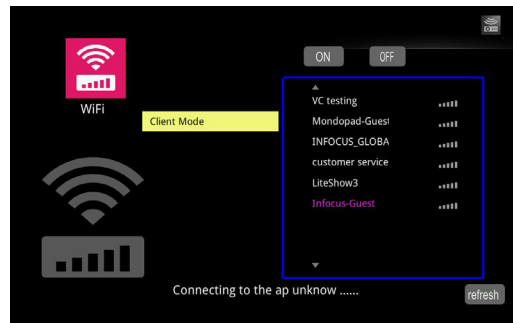 ON OFF
WiFi
Client Mode
VC testing
Mondopad-Guest
INFOCUS_GLOBA
customer service
LiteShow3
Infocus-Guest
Connecting to the ap unknow ......
refresh